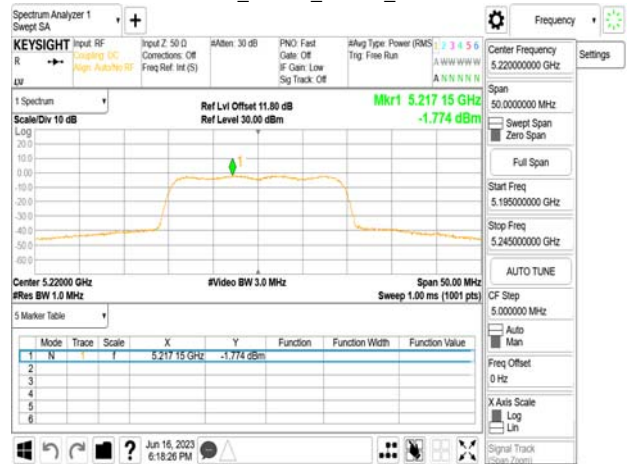 Spectrum Analyzer 1
Swept SA
Frequency
KEYSIGHT Input: RF
R
Coupling: DC
Align: Auto/No RF
Input Z: 50 Ω
Corrections: Off
Freq Ref: Int (S)
#Atten: 30 dB
PNO: Fast
Gate: Off
IF Gain: Low
Sig Track: Off
#Avg Type: Power (RMS
Trig: Free Run
1 2 3 4 5 6
A W W W W W
A N N N N N
Center Frequency
5.220000000 GHz
Settings
Span
50.0000000 MHz
Swept Span
Zero Span
Full Span
Start Freq
5.195000000 GHz
Stop Freq
5.245000000 GHz
AUTO TUNE
CF Step
5.000000 MHz
Auto
Man
Freq Offset
0 Hz
X Axis Scale
Log
Lin
Signal Track
(Span Zoom)
1 Spectrum
Scale/Div 10 dB
Ref Lvl Offset 11.80 dB
Ref Level 30.00 dBm
Mkr1 5.217 15 GHz
-1.774 dBm
Log
20.0
10.0
0.00
-10.0
-20.0
-30.0
-40.0
-50.0
-60.0
1
Center 5.22000 GHz
#Res BW 1.0 MHz
#Video BW 3.0 MHz
Span 50.00 MHz
Sweep 1.00 ms (1001 pts)
5 Marker Table
Mode Trace Scale X Y Function Function Width Function Value
1 N 1 f 5.217 15 GHz -1.774 dBm
2
3
4
5
6
?
Jun 16, 2023
6:18:26 PM